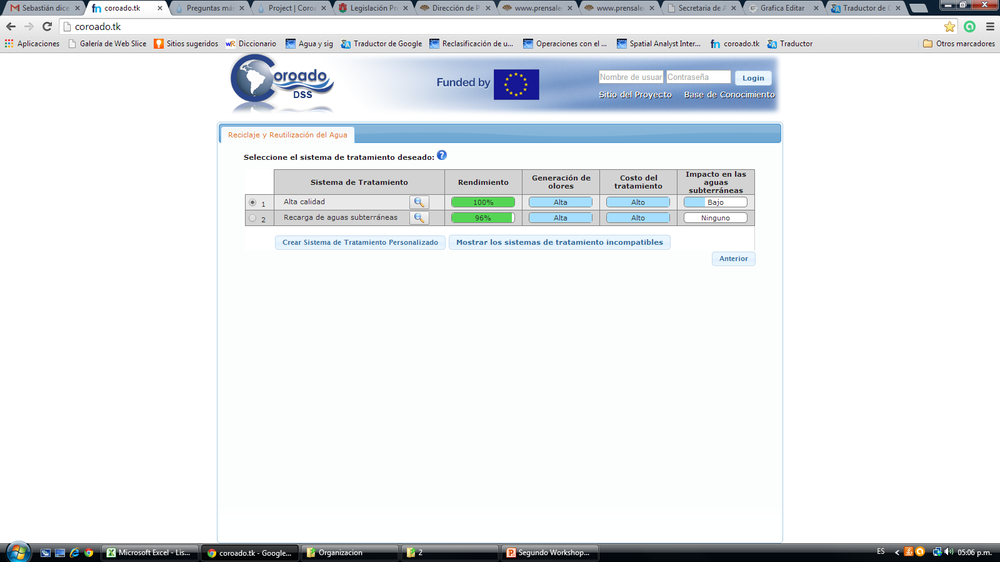 Sebastián dice
coroado.tk
Preguntas má
Project | Coroa
Legislación Pr
Dirección de P
www.prensale
www.prensale
Secretaria de A
Grafica Editar
Traductor de G
coroado.tk
Aplicaciones
Galería de Web Slice
Sitios sugeridos
Diccionario
Agua y sig
Traductor de Google
Reclasificación de u...
Operaciones con el ...
Spatial Analyst Inter...
coroado.tk
Traductor
Otros marcadores
Coroado
DSS
Funded by
Nombre de usuar
Contraseña
Login
Sitio del Proyecto
Base de Conocimiento
Reciclaje y Reutilización del Agua
Seleccione el sistema de tratamiento deseado:
Sistema de Tratamiento
Rendimiento
Generación de
olores
Costo del
tratamiento
Impacto en las
aguas
subterráneas
1 Alta calidad 100% Alta Alto Bajo
2 Recarga de aguas subterráneas 96% Alta Alto Ninguno
Crear Sistema de Tratamiento Personalizado
Mostrar los sistemas de tratamiento incompatibles
Anterior
Microsoft Excel - Lis...
coroado.tk - Google...
Organizacion
2
Segundo Workshop...
ES
05:06 p.m.